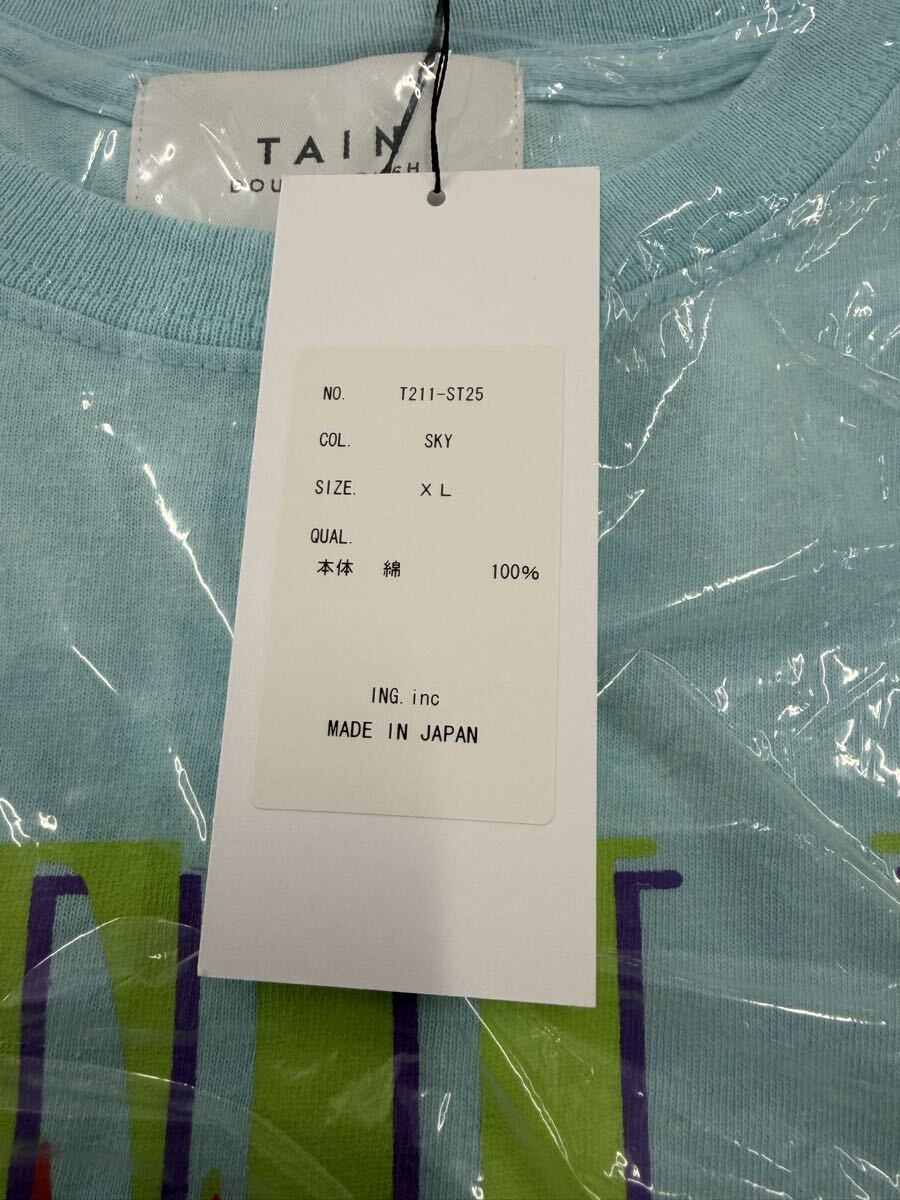 TAIN
NO. T211-ST25
COL. SKY
SIZE. XL
QUAL.
本体 綿 100%
ING. inc
MADE IN JAPAN